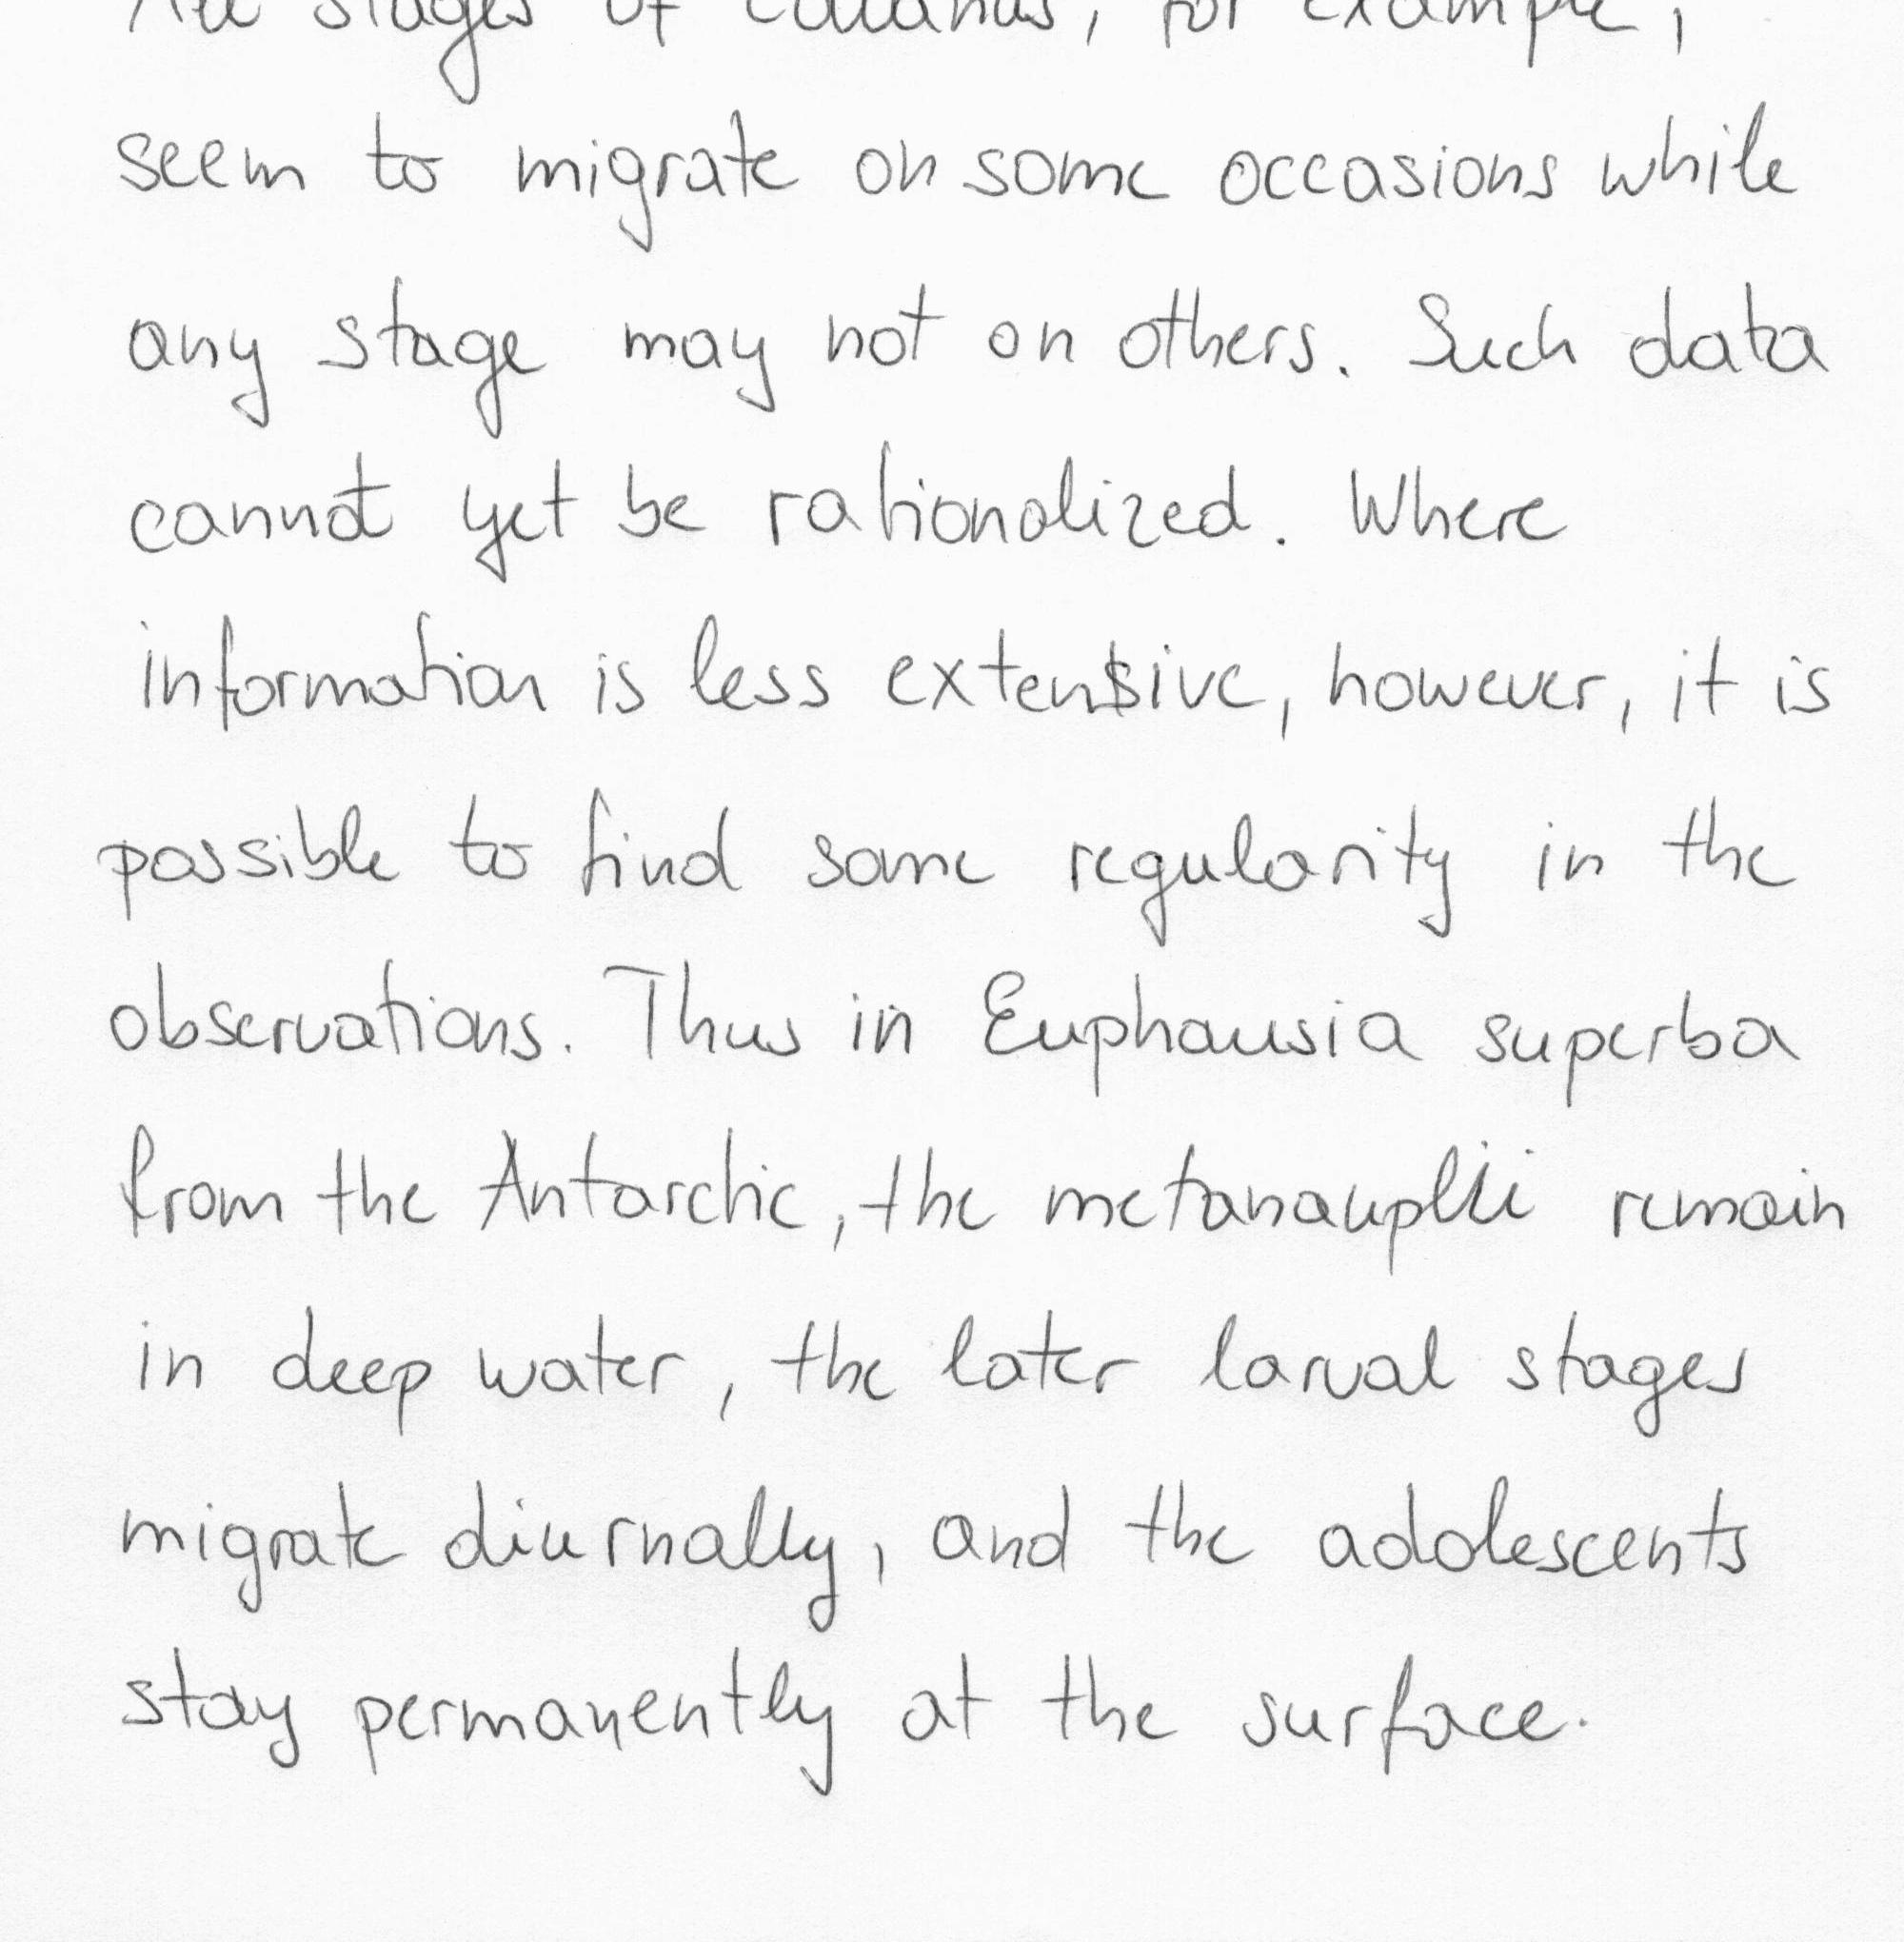 All stages of Calanus, for example,
seem to migrate on some occasions while
any stage may not on others. Such data
cannot yet be rationalized. Where
information is less extensive, however, it is
possible to find some regularity in the
observations. Thus in Euphausia superba
from the Antarctic, the metanauplii remain
in deep water, the later larval stages
migrate diurnally, and the adolescents
stay permanently at the surface.